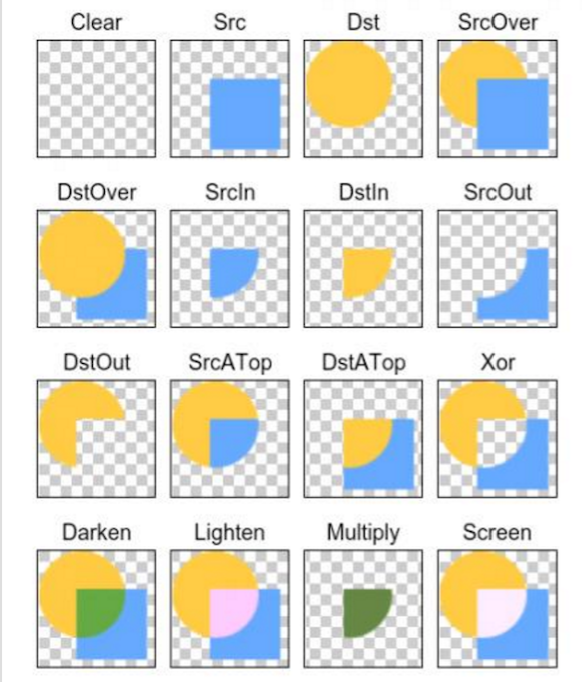 Clear Src Dst SrcOver
DstOver SrcIn DstIn SrcOut
DstOut SrcATop DstATop Xor
Darken Lighten Multiply Screen